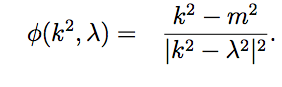 ϕ(k², λ) = (k² − m²) / |k² − λ²|² .